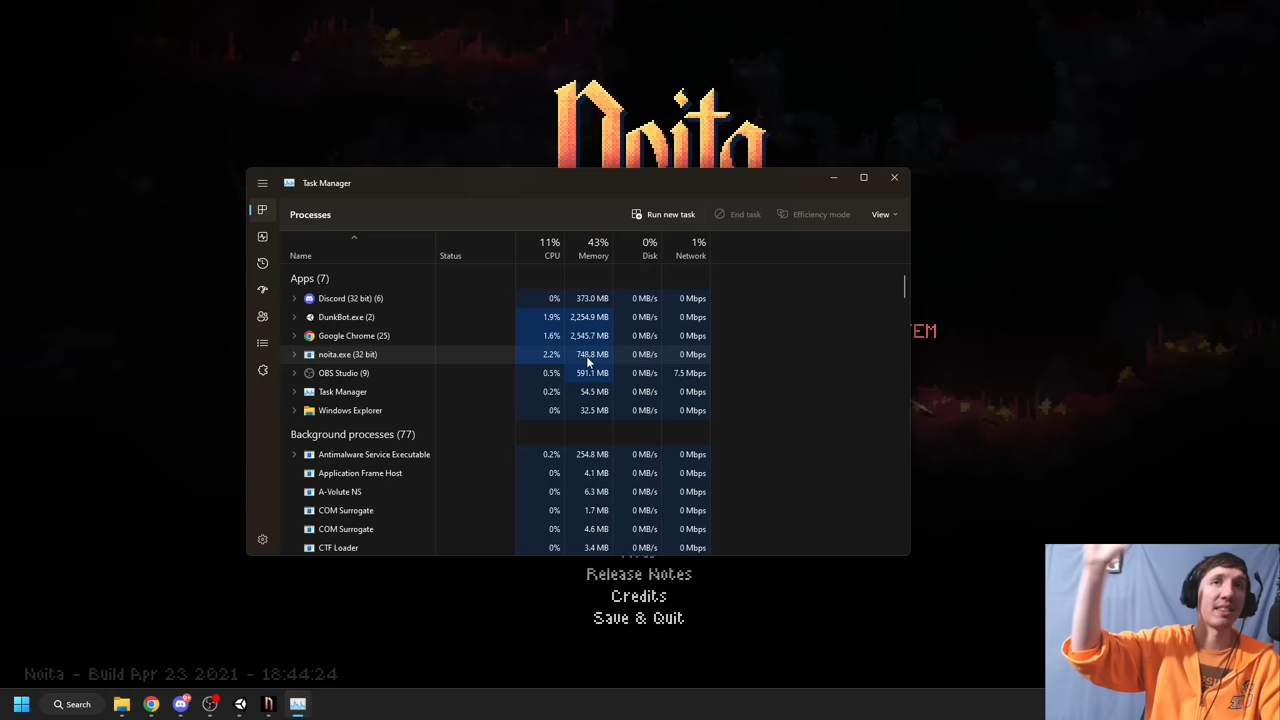 Noita
Task Manager
Processes
Run new task
End task
Efficiency mode
View
Name
Status
11%
CPU
43%
Memory
0%
Disk
1%
Network
Apps (7)
Discord (32 bit) (6) 0% 373.0 MB 0 MB/s 0 Mbps
DunkBot.exe (2) 1.9% 2,254.9 MB 0 MB/s 0 Mbps
Google Chrome (25) 1.6% 2,545.7 MB 0 MB/s 0 Mbps
noita.exe (32 bit) 2.2% 748.8 MB 0 MB/s 0 Mbps
OBS Studio (9) 0.5% 591.1 MB 0 MB/s 7.5 Mbps
Task Manager 0.2% 54.5 MB 0 MB/s 0 Mbps
Windows Explorer 0% 32.5 MB 0 MB/s 0 Mbps
Background processes (77)
Antimalware Service Executable 0.2% 254.8 MB 0 MB/s 0 Mbps
Application Frame Host 0% 4.1 MB 0 MB/s 0 Mbps
A-Volute NS 0% 6.3 MB 0 MB/s 0 Mbps
COM Surrogate 0% 1.7 MB 0 MB/s 0 Mbps
COM Surrogate 0% 4.6 MB 0 MB/s 0 Mbps
CTF Loader 0% 3.4 MB 0 MB/s 0 Mbps
Release Notes
Credits
Save & Quit
Noita - Build Apr 23 2021 - 18:44:24
Search